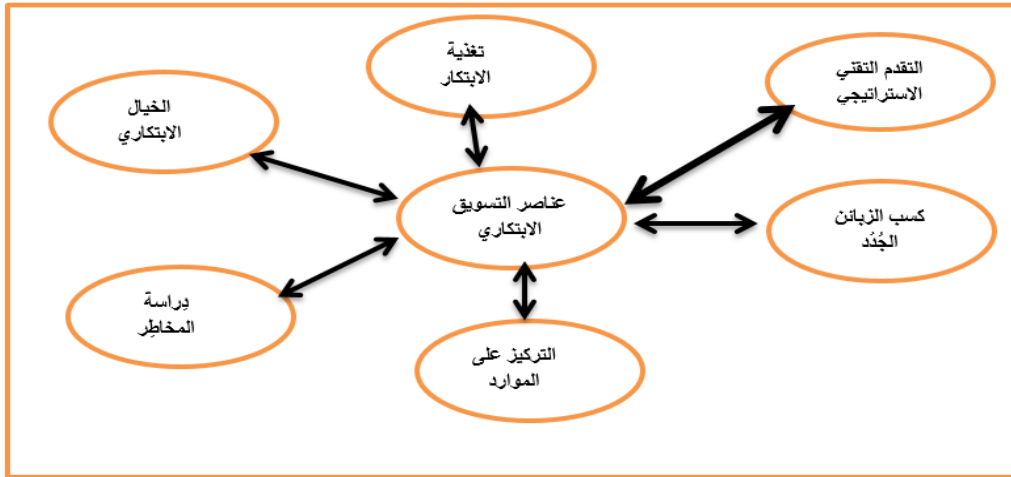 تغذية
الابتكار
التقدم التقني
الاستراتيجي
الخيال
الابتكاري
عناصر التسويق
الابتكاري
كسب الزبائن
الجُدُد
دِراسة
المخاطِر
التركيز على
الموارد